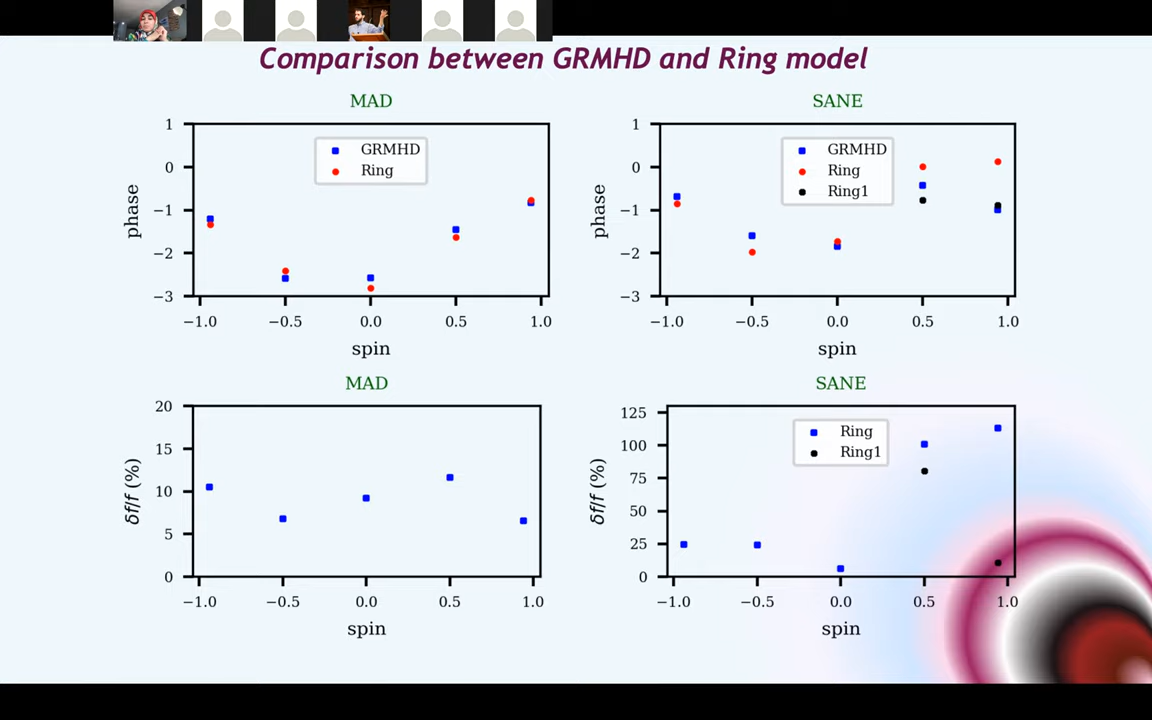 Comparison between GRMHD and Ring model
MAD
1
0
−1
−2
−3
phase
GRMHD
Ring
−1.0 −0.5 0.0 0.5 1.0
spin
SANE
1
0
−1
−2
−3
phase
GRMHD
Ring
Ring1
−1.0 −0.5 0.0 0.5 1.0
spin
MAD
20
15
10
5
0
δf/f (%)
−1.0 −0.5 0.0 0.5 1.0
spin
SANE
125
100
75
50
25
0
δf/f (%)
Ring
Ring1
−1.0 −0.5 0.0 0.5 1.0
spin